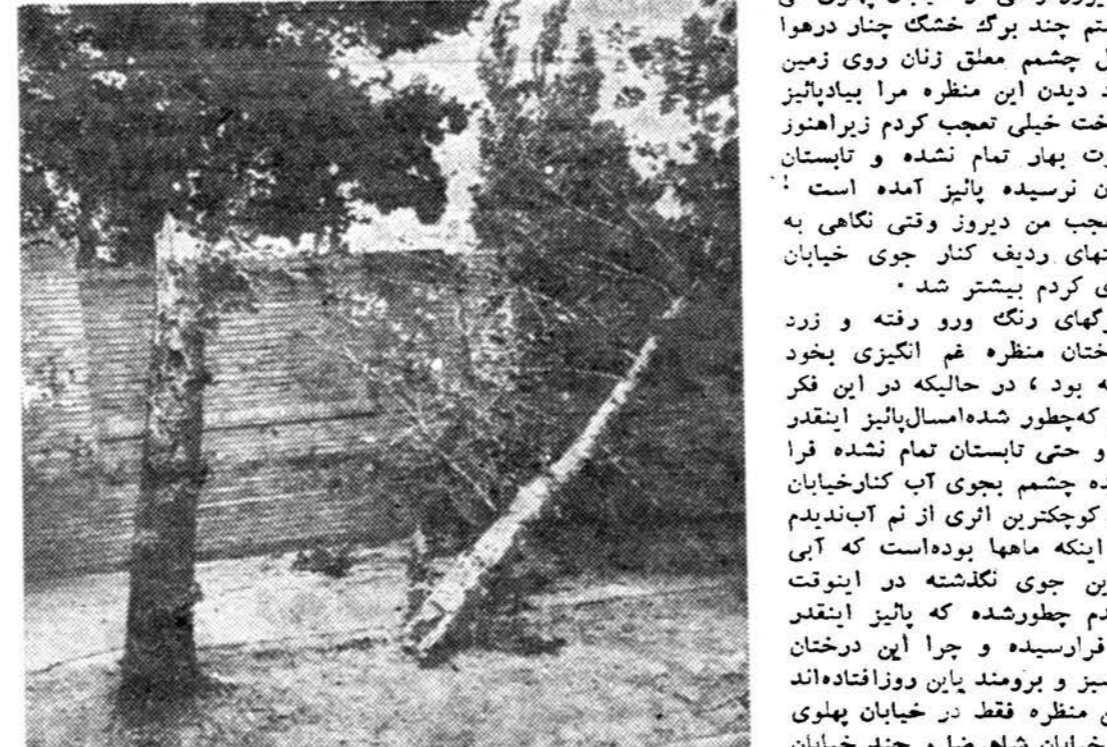 ستم چند برگ خشک چنار درهوا
ل چشمم معلق زنان روی زمین
د دیدن این منظره مرا بیادپائیز
خت خیلی تعجب کردم زیراهنوز
رت بهار تمام نشده و تابستان
ن نرسیده پائیز آمده است !
عجب من دیروز وقتی نگاهی به
تهای ردیف کنار جوی خیابان
ی کردم بیشتر شد .
رگهای رنگ ورو رفته و زرد
ختان منظره غم انگیزی بخود
ه بود ، در حالیکه در این فکر
که‌چطور شده‌امسال‌پائیز اینقدر
و حتی تابستان تمام نشده فرا
ده چشمم بجوی آب کنارخیابان
کوچکترین اثری از نم آب‌ندیدم
اینکه ماهها بوده‌است که آبی
ین جوی نگذشته در اینوقت
دم چطورشده که پائیز اینقدر
فرارسیده و چرا این درختان
سبز و برومند باین روزافتاده‌اند
ن منظره فقط در خیابان پهلوی
خیابان شاهرضا و چند خیابان